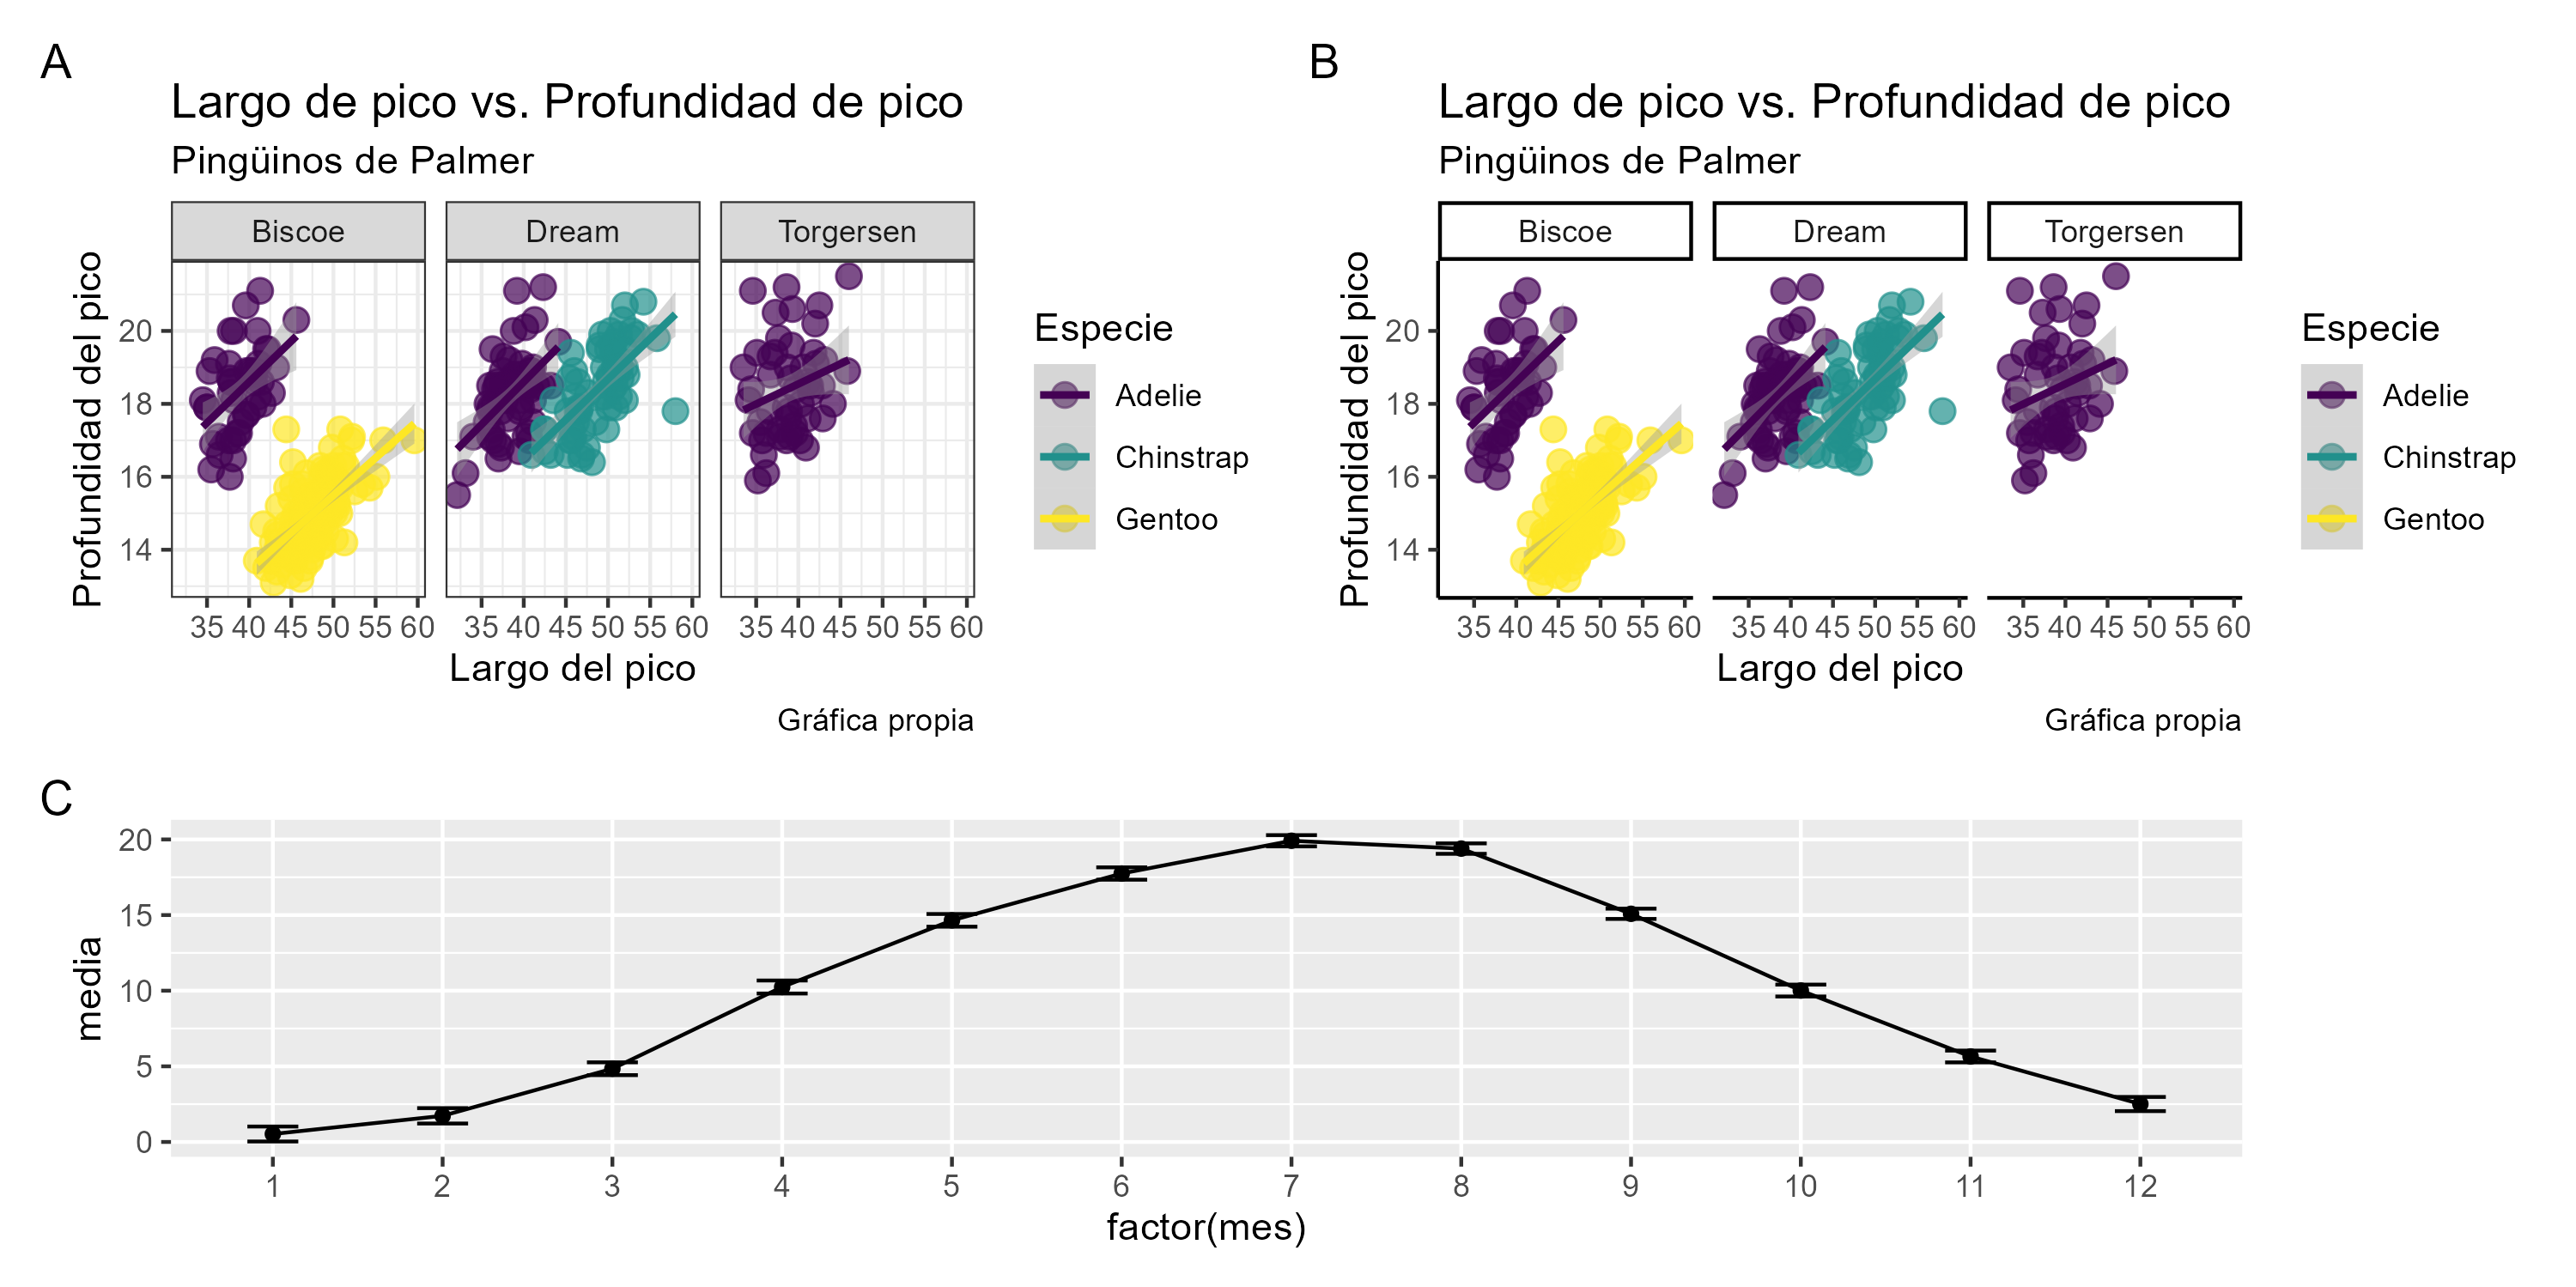 A
Largo de pico vs. Profundidad de pico
Pingüinos de Palmer
Biscoe Dream Torgersen
Profundidad del pico
20
18
16
14
35 40 45 50 55 60 35 40 45 50 55 60 35 40 45 50 55 60
Largo del pico
Gráfica propia
Especie
Adelie
Chinstrap
Gentoo
B
Largo de pico vs. Profundidad de pico
Pingüinos de Palmer
Biscoe Dream Torgersen
Profundidad del pico
20
18
16
14
35 40 45 50 55 60 35 40 45 50 55 60 35 40 45 50 55 60
Largo del pico
Gráfica propia
Especie
Adelie
Chinstrap
Gentoo
C
media
20
15
10
5
0
1 2 3 4 5 6 7 8 9 10 11 12
factor(mes)